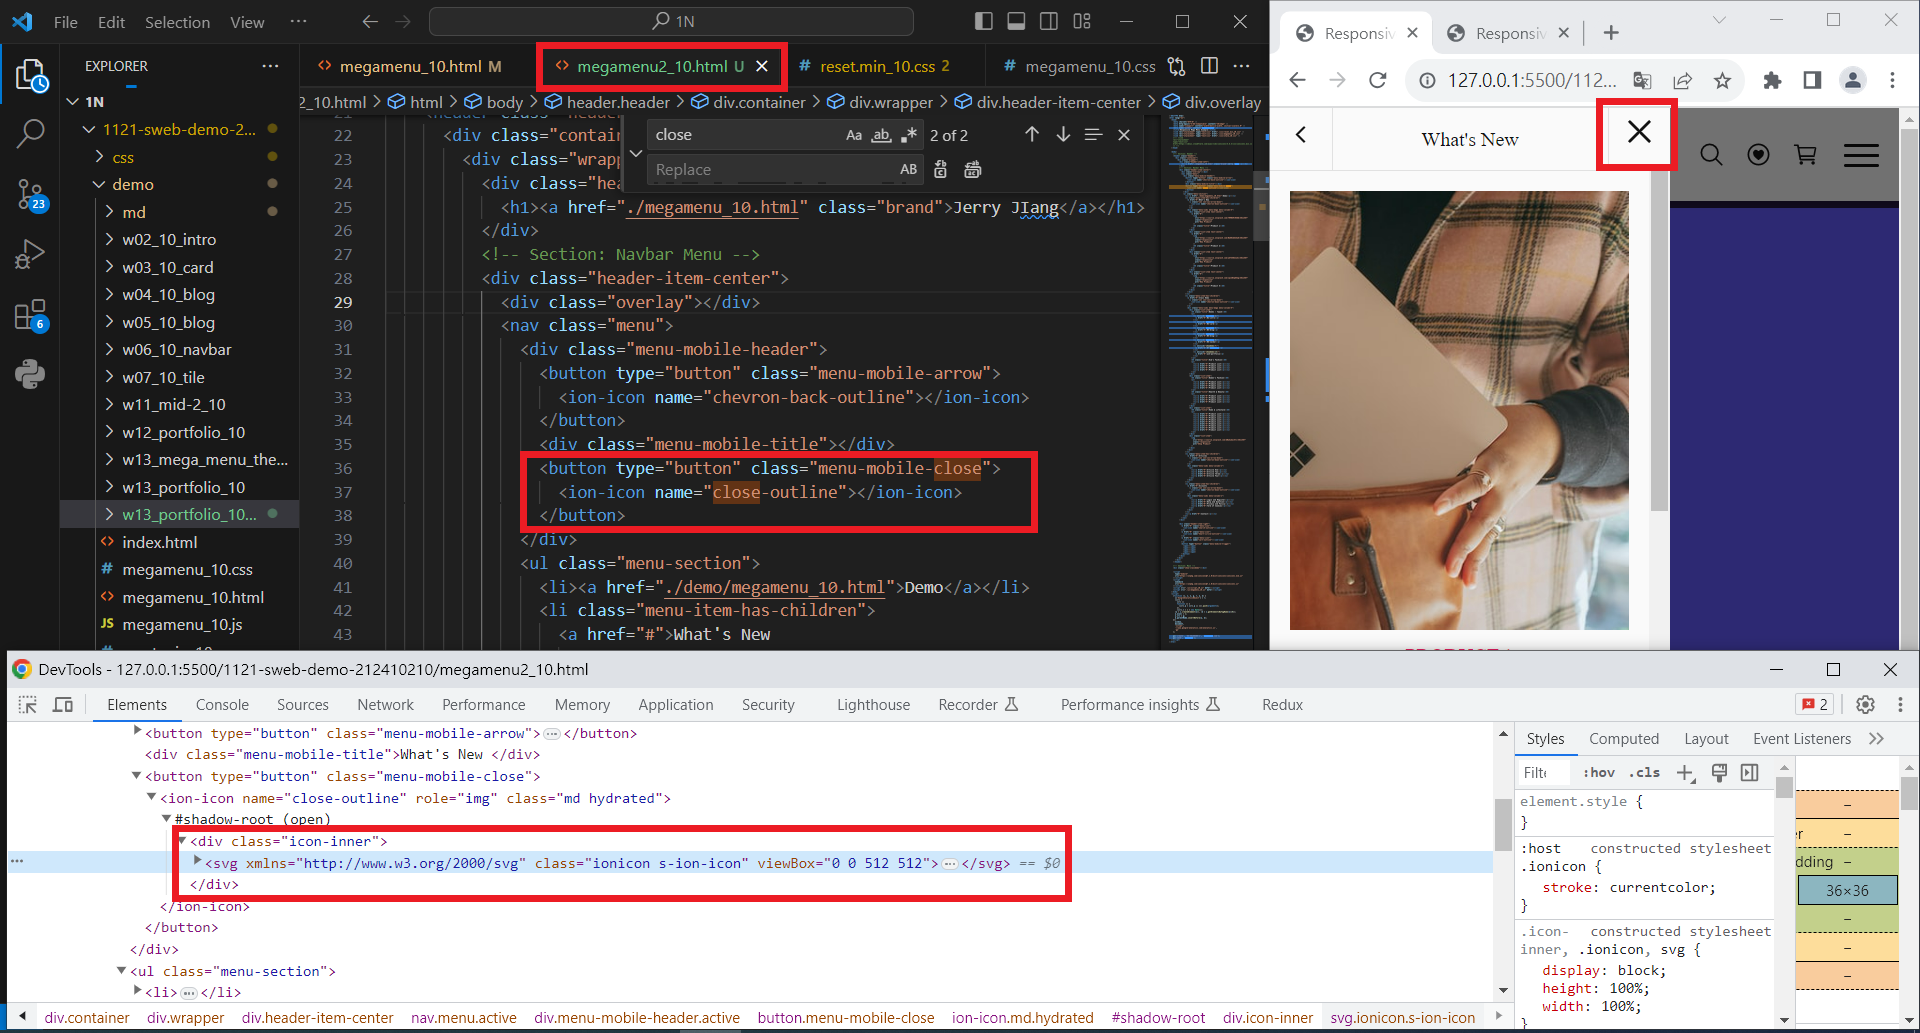 File Edit Selection View ··· 1N
EXPLORER ···
1N
1121-sweb-demo-2...
css
demo
md
w02_10_intro
w03_10_card
w04_10_blog
w05_10_blog
w06_10_navbar
w07_10_tile
w11_mid-2_10
w12_portfolio_10
w13_mega_menu_the...
w13_portfolio_10
w13_portfolio_10...
index.html
# megamenu_10.css
megamenu_10.html
JS megamenu_10.js
23
6
megamenu_10.html M
megamenu2_10.html U
# reset.min_10.css 2
# megamenu_10.css
2_10.html > html > body > header.header > div.container > div.wrapper > div.header-item-center > div.overlay
close Aa ab 2 of 2
Replace AB
22 <div class="contain
23 <div class="wrapp
24 <div class="hea
25 <h1><a href="./megamenu_10.html" class="brand">Jerry JIang</a></h1>
26 </div>
27 <!-- Section: Navbar Menu -->
28 <div class="header-item-center">
29 <div class="overlay"></div>
30 <nav class="menu">
31 <div class="menu-mobile-header">
32 <button type="button" class="menu-mobile-arrow">
33 <ion-icon name="chevron-back-outline"></ion-icon>
34 </button>
35 <div class="menu-mobile-title"></div>
36 <button type="button" class="menu-mobile-close">
37 <ion-icon name="close-outline"></ion-icon>
38 </button>
39 </div>
40 <ul class="menu-section">
41 <li><a href="./demo/megamenu_10.html">Demo</a></li>
42 <li class="menu-item-has-children">
43 <a href="#">What's New
Responsiv
Responsiv
127.0.0.1:5500/112...
What's New
DevTools - 127.0.0.1:5500/1121-sweb-demo-212410210/megamenu2_10.html
Elements Console Sources Network Performance Memory Application Security Lighthouse Recorder Performance insights Redux 2
<button type="button" class="menu-mobile-arrow">···</button>
<div class="menu-mobile-title">What's New </div>
<button type="button" class="menu-mobile-close">
<ion-icon name="close-outline" role="img" class="md hydrated">
#shadow-root (open)
<div class="icon-inner">
<svg xmlns="http://www.w3.org/2000/svg" class="ionicon s-ion-icon" viewBox="0 0 512 512">···</svg> == $0
</div>
</ion-icon>
</button>
</div>
<ul class="menu-section">
<li>···</li>
div.container div.wrapper div.header-item-center nav.menu.active div.menu-mobile-header.active button.menu-mobile-close ion-icon.md.hydrated #shadow-root div.icon-inner svg.ionicon.s-ion-icon
Styles Computed Layout Event Listeners
:hov .cls
element.style {
}
:host constructed stylesheet
.ionicon {
stroke: currentcolor;
}
.icon- constructed stylesheet
inner, .ionicon, svg {
display: block;
height: 100%;
width: 100%;
}
–
er –
dding –
36×36
–
–
–